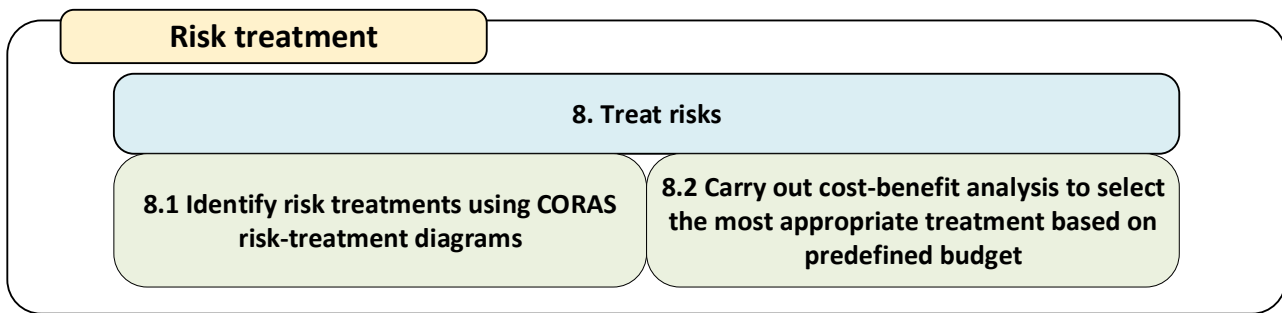 Risk treatment
8. Treat risks
8.1 Identify risk treatments using CORAS
risk-treatment diagrams
8.2 Carry out cost-benefit analysis to select
the most appropriate treatment based on
predefined budget